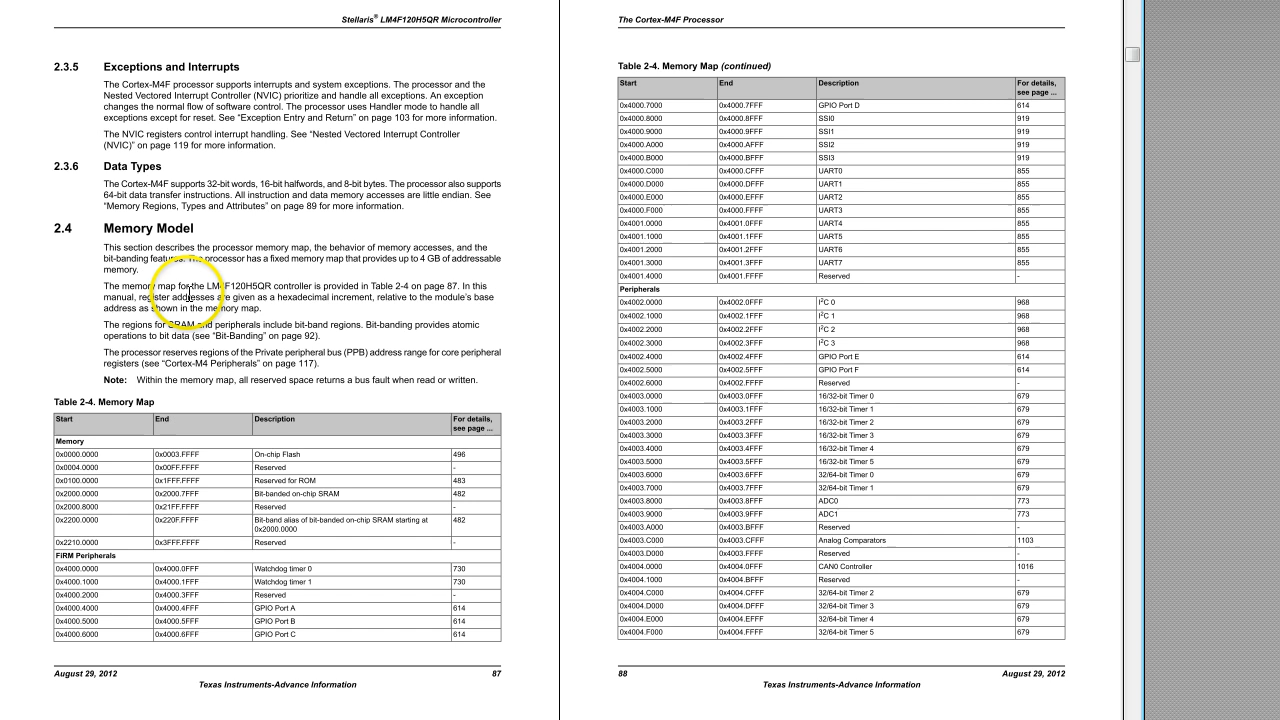 Stellaris® LM4F120H5QR Microcontroller
2.3.5 Exceptions and Interrupts
The Cortex-M4F processor supports interrupts and system exceptions. The processor and the
Nested Vectored Interrupt Controller (NVIC) prioritize and handle all exceptions. An exception
changes the normal flow of software control. The processor uses Handler mode to handle all
exceptions except for reset. See “Exception Entry and Return” on page 103 for more information.
The NVIC registers control interrupt handling. See “Nested Vectored Interrupt Controller
(NVIC)” on page 119 for more information.
2.3.6 Data Types
The Cortex-M4F supports 32-bit words, 16-bit halfwords, and 8-bit bytes. The processor also supports
64-bit data transfer instructions. All instruction and data memory accesses are little endian. See
“Memory Regions, Types and Attributes” on page 89 for more information.
2.4 Memory Model
This section describes the processor memory map, the behavior of memory accesses, and the
bit-banding features. The processor has a fixed memory map that provides up to 4 GB of addressable
memory.
The memory map for the LM4F120H5QR controller is provided in Table 2-4 on page 87. In this
manual, register addresses are given as a hexadecimal increment, relative to the module's base
address as shown in the memory map.
The regions for SRAM and peripherals include bit-band regions. Bit-banding provides atomic
operations to bit data (see “Bit-Banding” on page 92).
The processor reserves regions of the Private peripheral bus (PPB) address range for core peripheral
registers (see “Cortex-M4 Peripherals” on page 117).
Note: Within the memory map, all reserved space returns a bus fault when read or written.
Table 2-4. Memory Map
Start End Description For details,
see page ...
Memory
0x0000.0000 0x0003.FFFF On-chip Flash 496
0x0004.0000 0x00FF.FFFF Reserved -
0x0100.0000 0x1FFF.FFFF Reserved for ROM 483
0x2000.0000 0x2000.7FFF Bit-banded on-chip SRAM 482
0x2000.8000 0x21FF.FFFF Reserved -
0x2200.0000 0x220F.FFFF Bit-band alias of bit-banded on-chip SRAM starting at 482
0x2000.0000
0x2210.0000 0x3FFF.FFFF Reserved -
FiRM Peripherals
0x4000.0000 0x4000.0FFF Watchdog timer 0 730
0x4000.1000 0x4000.1FFF Watchdog timer 1 730
0x4000.2000 0x4000.3FFF Reserved -
0x4000.4000 0x4000.4FFF GPIO Port A 614
0x4000.5000 0x4000.5FFF GPIO Port B 614
0x4000.6000 0x4000.6FFF GPIO Port C 614
August 29, 2012 87
Texas Instruments-Advance Information
The Cortex-M4F Processor
Table 2-4. Memory Map (continued)
Start End Description For details,
see page ...
0x4000.7000 0x4000.7FFF GPIO Port D 614
0x4000.8000 0x4000.8FFF SSI0 919
0x4000.9000 0x4000.9FFF SSI1 919
0x4000.A000 0x4000.AFFF SSI2 919
0x4000.B000 0x4000.BFFF SSI3 919
0x4000.C000 0x4000.CFFF UART0 855
0x4000.D000 0x4000.DFFF UART1 855
0x4000.E000 0x4000.EFFF UART2 855
0x4000.F000 0x4000.FFFF UART3 855
0x4001.0000 0x4001.0FFF UART4 855
0x4001.1000 0x4001.1FFF UART5 855
0x4001.2000 0x4001.2FFF UART6 855
0x4001.3000 0x4001.3FFF UART7 855
0x4001.4000 0x4001.FFFF Reserved -
Peripherals
0x4002.0000 0x4002.0FFF I²C 0 968
0x4002.1000 0x4002.1FFF I²C 1 968
0x4002.2000 0x4002.2FFF I²C 2 968
0x4002.3000 0x4002.3FFF I²C 3 968
0x4002.4000 0x4002.4FFF GPIO Port E 614
0x4002.5000 0x4002.5FFF GPIO Port F 614
0x4002.6000 0x4002.FFFF Reserved -
0x4003.0000 0x4003.0FFF 16/32-bit Timer 0 679
0x4003.1000 0x4003.1FFF 16/32-bit Timer 1 679
0x4003.2000 0x4003.2FFF 16/32-bit Timer 2 679
0x4003.3000 0x4003.3FFF 16/32-bit Timer 3 679
0x4003.4000 0x4003.4FFF 16/32-bit Timer 4 679
0x4003.5000 0x4003.5FFF 16/32-bit Timer 5 679
0x4003.6000 0x4003.6FFF 32/64-bit Timer 0 679
0x4003.7000 0x4003.7FFF 32/64-bit Timer 1 679
0x4003.8000 0x4003.8FFF ADC0 773
0x4003.9000 0x4003.9FFF ADC1 773
0x4003.A000 0x4003.BFFF Reserved -
0x4003.C000 0x4003.CFFF Analog Comparators 1103
0x4003.D000 0x4003.FFFF Reserved -
0x4004.0000 0x4004.0FFF CAN0 Controller 1016
0x4004.1000 0x4004.BFFF Reserved -
0x4004.C000 0x4004.CFFF 32/64-bit Timer 2 679
0x4004.D000 0x4004.DFFF 32/64-bit Timer 3 679
0x4004.E000 0x4004.EFFF 32/64-bit Timer 4 679
0x4004.F000 0x4004.FFFF 32/64-bit Timer 5 679
88 August 29, 2012
Texas Instruments-Advance Information